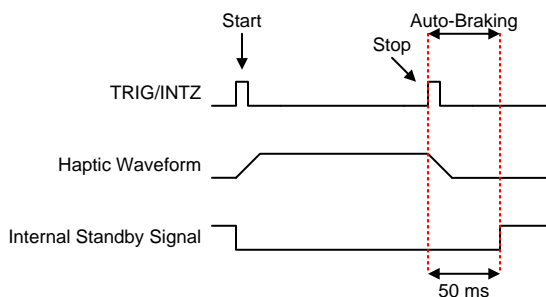 Start
Auto-Braking
Stop
TRIG/INTZ
Haptic Waveform
Internal Standby Signal
50 ms